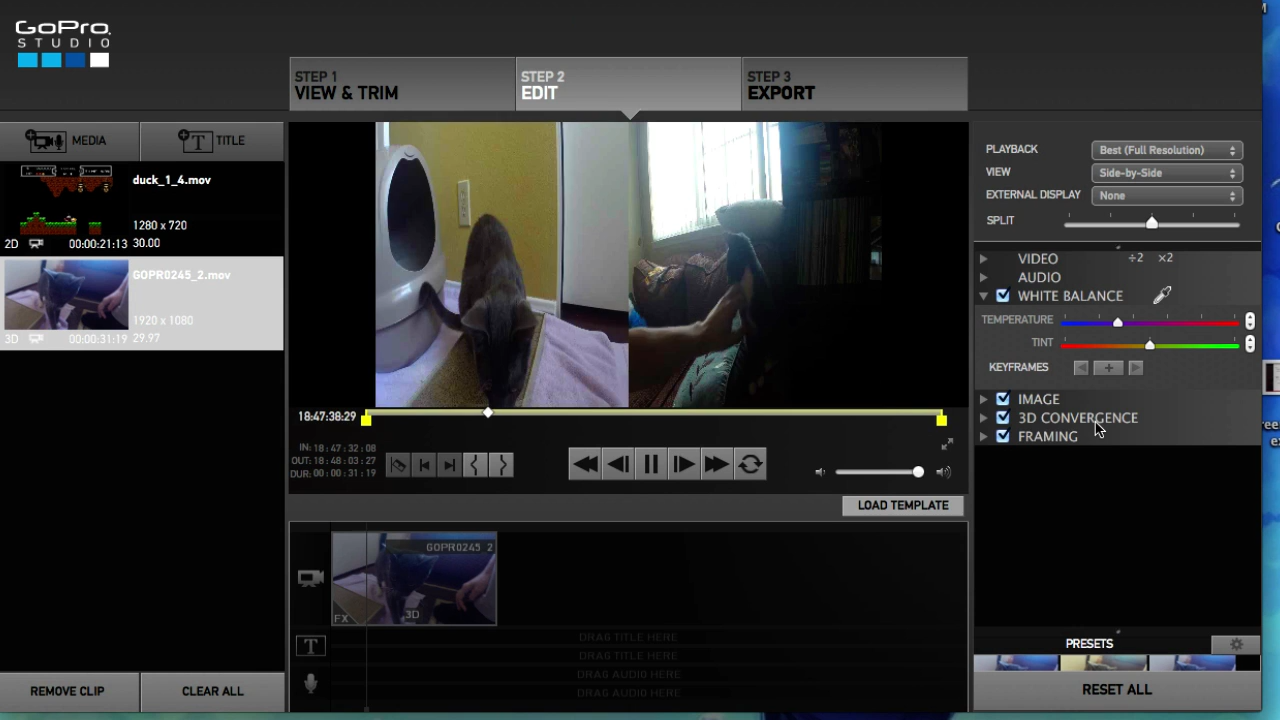 GoPro
STUDIO
STEP 1
VIEW & TRIM
STEP 2
EDIT
STEP 3
EXPORT
MEDIA
TITLE
duck_1_4.mov
1280 x 720
2D 00:00:21:13 30.00
GOPR0245_2.mov
1920 x 1080
3D 00:00:31:19 29.97
REMOVE CLIP
CLEAR ALL
18:47:38:29
IN: 18:47:32:08
OUT: 18:48:03:27
DUR: 00:00:31:19
LOAD TEMPLATE
GOPR0245 2
FX
3D
T
DRAG TITLE HERE
DRAG TITLE HERE
DRAG AUDIO HERE
DRAG AUDIO HERE
PLAYBACK Best (Full Resolution)
VIEW Side-by-Side
EXTERNAL DISPLAY None
SPLIT
VIDEO ÷2 ×2
AUDIO
WHITE BALANCE
TEMPERATURE
TINT
KEYFRAMES
IMAGE
3D CONVERGENCE
FRAMING
PRESETS
RESET ALL